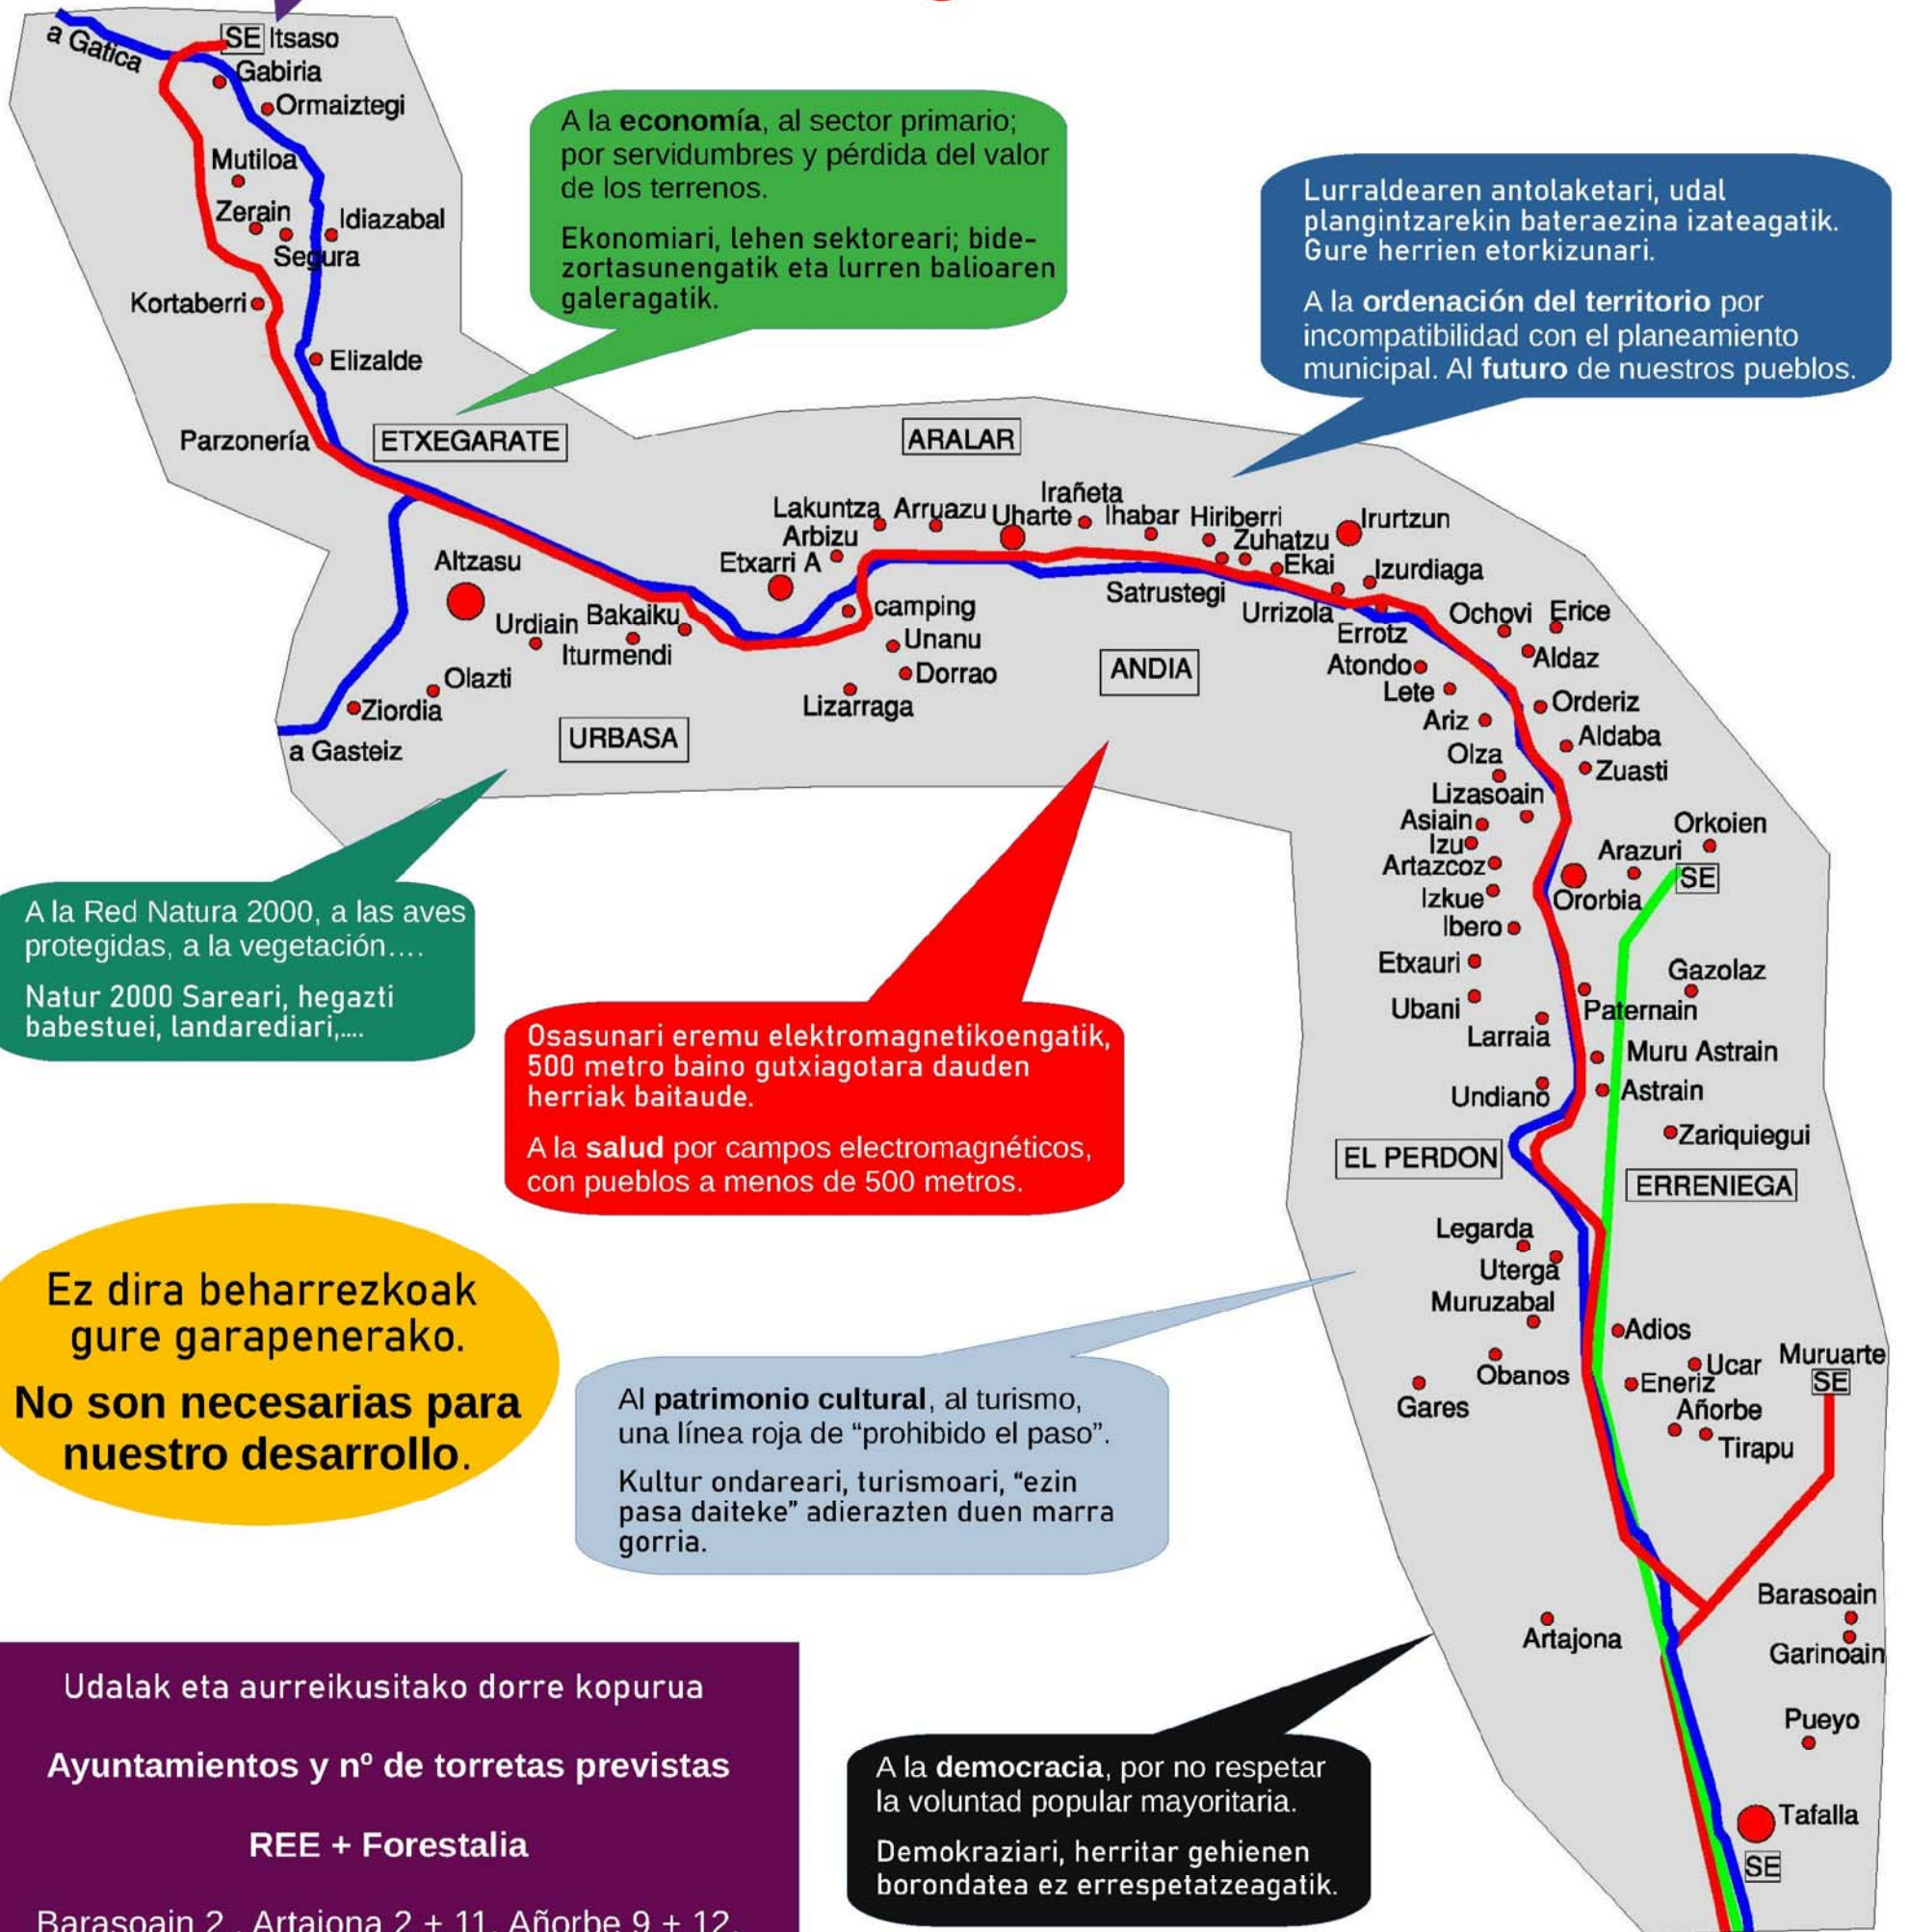 a Gatica
SE Itsaso
Gabiria
Ormaiztegi
Mutiloa
Zerain
Idiazabal
Segura
Kortaberri
Elizalde
Parzonería
ETXEGARATE
A la economía, al sector primario;
por servidumbres y pérdida del valor
de los terrenos.
Ekonomiari, lehen sektoreari; bide-
zortasunengatik eta lurren balioaren
galeragatik.
Lurraldearen antolaketari, udal
plangintzarekin bateraezina izateagatik.
Gure herrien etorkizunari.
A la ordenación del territorio por
incompatibilidad con el planeamiento
municipal. Al futuro de nuestros pueblos.
ARALAR
Lakuntza
Arruazu
Uharte
Irañeta
Ihabar
Hiriberri
Irurtzun
Arbizu
Zuhatzu
Etxarri A
Ekai
Izurdiaga
Altzasu
Satrustegi
Urrizola
camping
Urdiain
Bakaiku
Iturmendi
Unanu
Errotz
Ochovi
Erice
Dorrao
ANDIA
Atondo
Aldaz
Olazti
Lizarraga
Lete
Orderiz
Ziordia
Ariz
Aldaba
URBASA
a Gasteiz
Olza
Zuasti
Lizasoain
Asiain
Orkoien
Izu
Arazuri
Artazcoz
SE
Izkue
Ororbia
Ibero
Etxauri
Gazolaz
Ubani
Paternain
Larraia
Muru Astrain
Undiano
Astrain
Zariquiegui
EL PERDON
ERRENIEGA
Legarda
Uterga
Muruzabal
Adios
Obanos
Ucar
Muruarte
SE
Eneriz
Gares
Añorbe
Tirapu
Barasoain
Artajona
Garinoain
Pueyo
Tafalla
SE
A la Red Natura 2000, a las aves
protegidas, a la vegetación....
Natur 2000 Sareari, hegazti
babestuei, landarediari,....
Osasunari eremu elektromagnetikoengatik,
500 metro baino gutxiagotara dauden
herriak baitaude.
A la salud por campos electromagnéticos,
con pueblos a menos de 500 metros.
Ez dira beharrezkoak
gure garapenerako.
No son necesarias para
nuestro desarrollo.
Al patrimonio cultural, al turismo,
una línea roja de “prohibido el paso”.
Kultur ondareari, turismoari, “ezin
pasa daiteke” adierazten duen marra
gorria.
Udalak eta aurreikusitako dorre kopurua
Ayuntamientos y nº de torretas previstas
REE + Forestalia
Barasoain 2 , Artajona 2 + 11, Añorbe 9 + 12,
A la democracia, por no respetar
la voluntad popular mayoritaria.
Demokraziari, herritar gehienen
borondatea ez errespetatzeagatik.